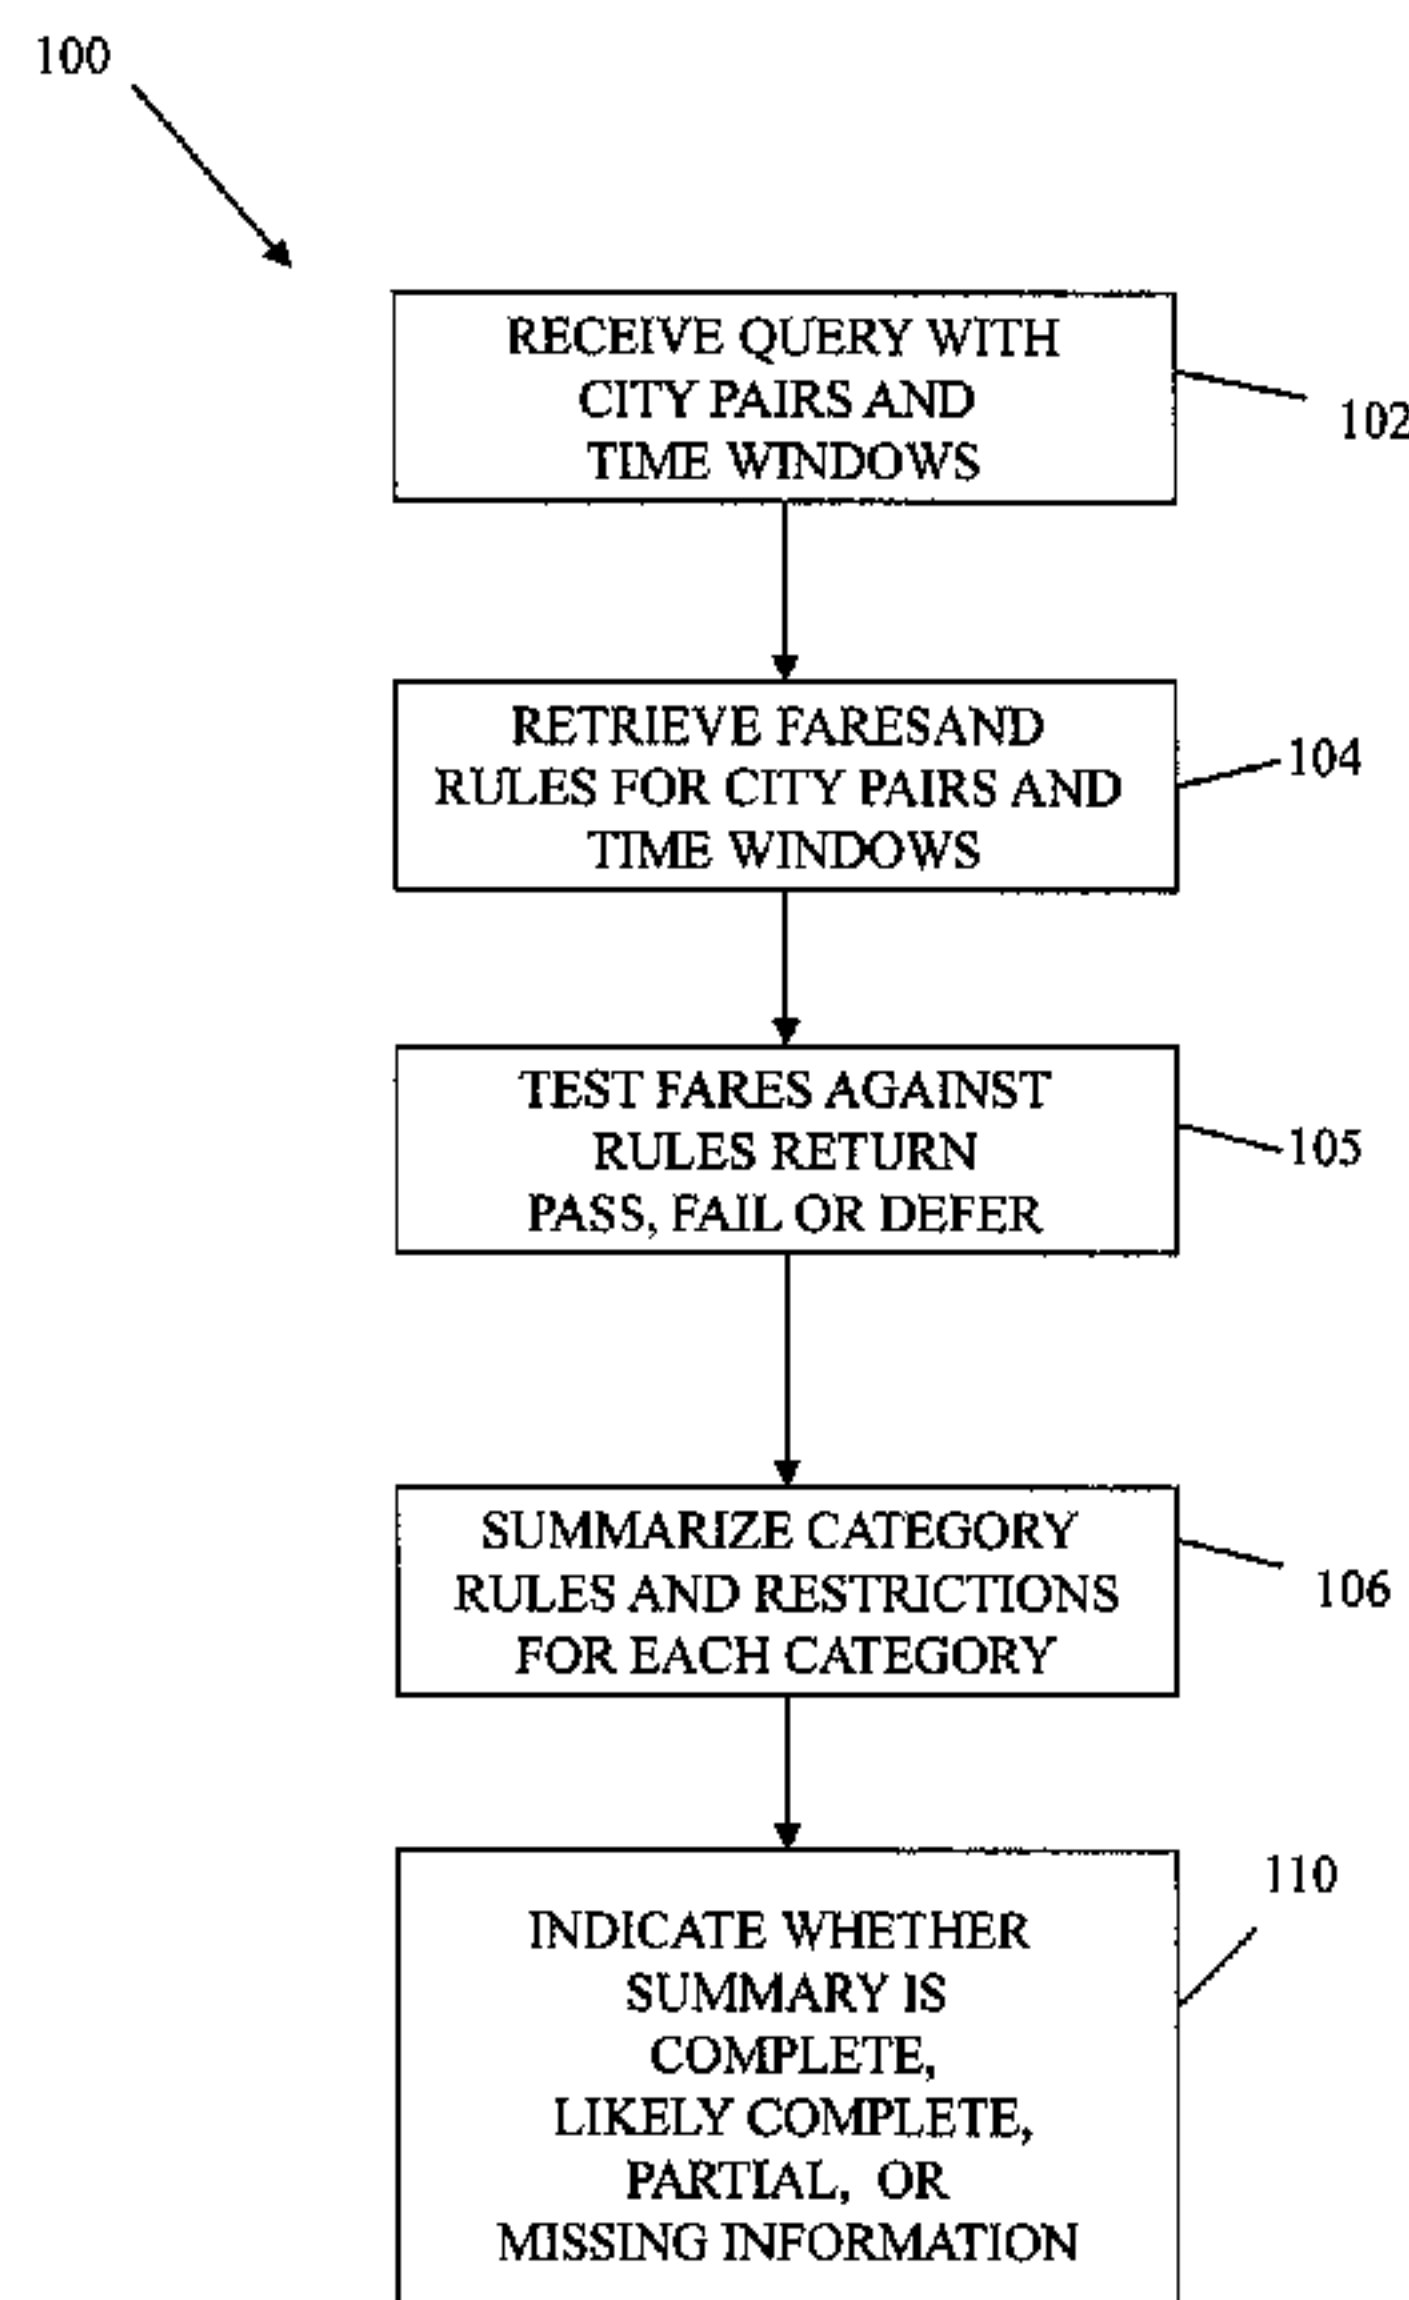 100
RECEIVE QUERY WITH
CITY PAIRS AND
TIME WINDOWS
102
RETRIEVE FARESAND
RULES FOR CITY PAIRS AND
TIME WINDOWS
104
TEST FARES AGAINST
RULES RETURN
PASS, FAIL OR DEFER
105
SUMMARIZE CATEGORY
RULES AND RESTRICTIONS
FOR EACH CATEGORY
106
110
INDICATE WHETHER
SUMMARY IS
COMPLETE,
LIKELY COMPLETE,
PARTIAL, OR
MISSING INFORMATION